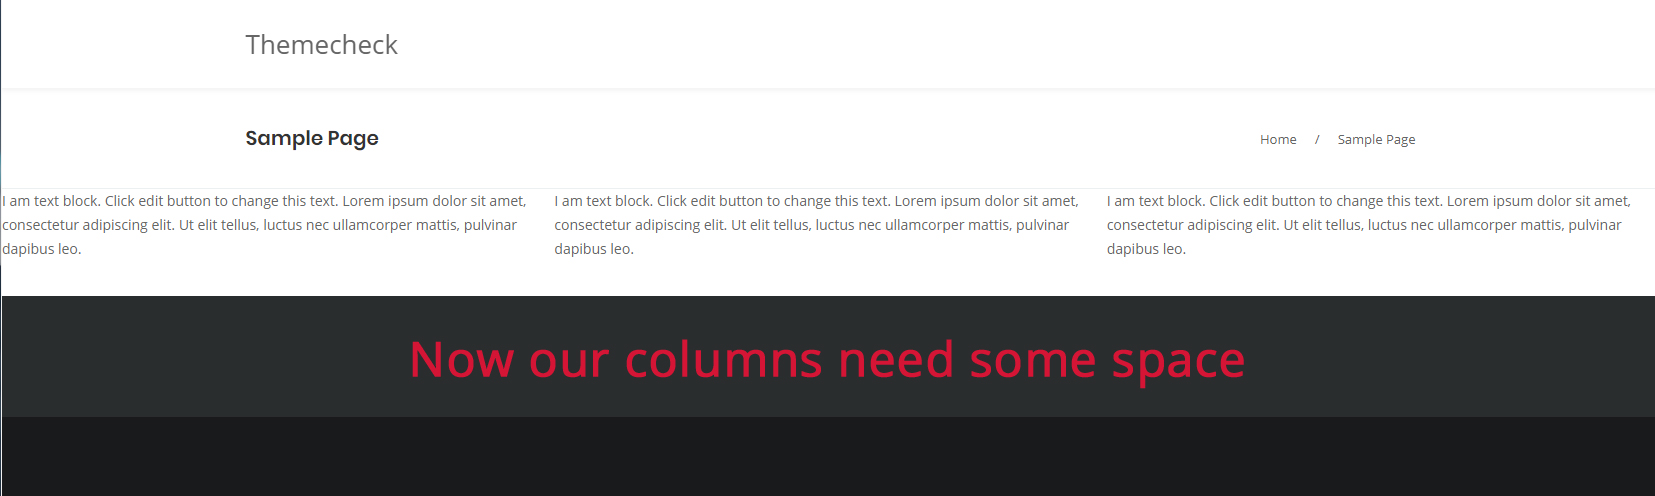 Themecheck
Sample Page
Home / Sample Page
I am text block. Click edit button to change this text. Lorem ipsum dolor sit amet,
consectetur adipiscing elit. Ut elit tellus, luctus nec ullamcorper mattis, pulvinar
dapibus leo.
I am text block. Click edit button to change this text. Lorem ipsum dolor sit amet,
consectetur adipiscing elit. Ut elit tellus, luctus nec ullamcorper mattis, pulvinar
dapibus leo.
I am text block. Click edit button to change this text. Lorem ipsum dolor sit amet,
consectetur adipiscing elit. Ut elit tellus, luctus nec ullamcorper mattis, pulvinar
dapibus leo.
Now our columns need some space